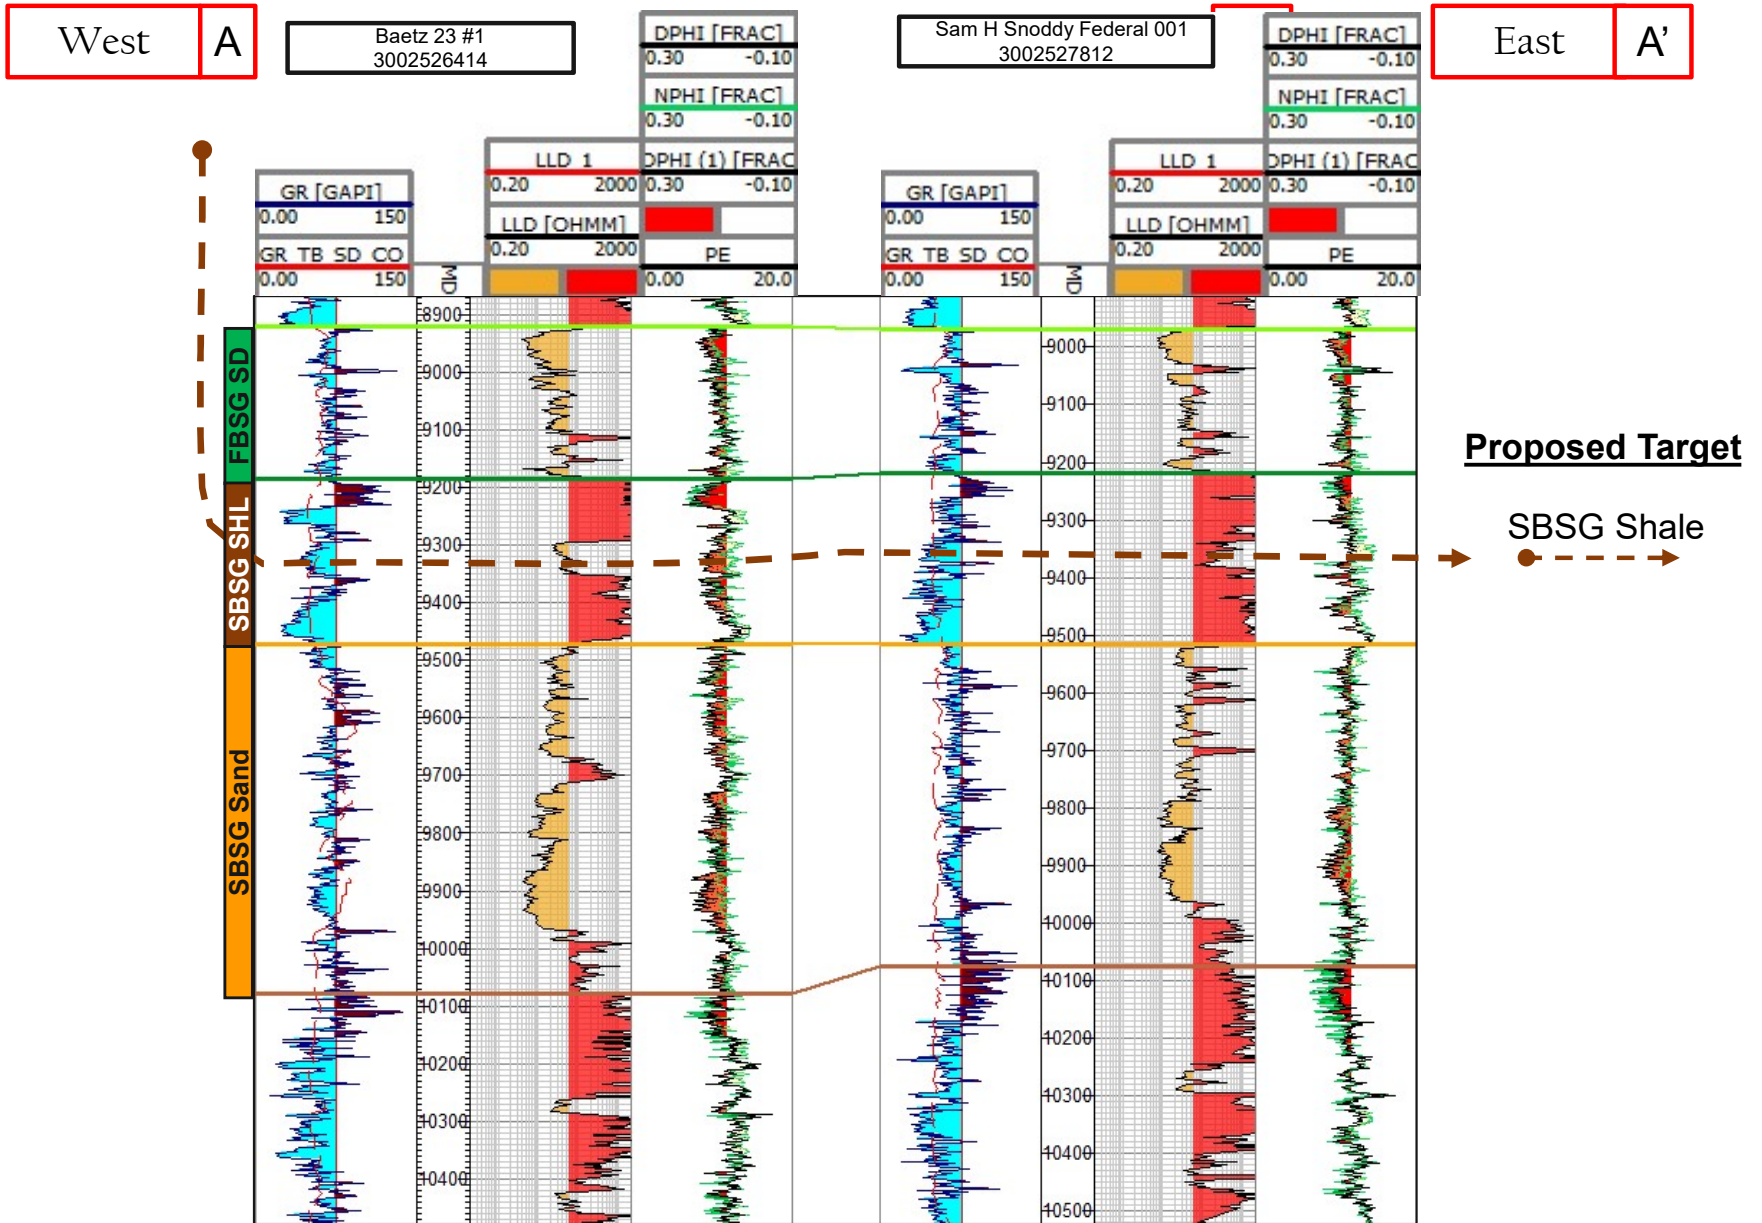 West A
Baetz 23 #1
3002526414
Sam H Snoddy Federal 001
3002527812
East A’
DPHI [FRAC]
0.30 -0.10
NPHI [FRAC]
0.30 -0.10
LLD 1
0.20 2000
DPHI (1) [FRAC
0.30 -0.10
GR [GAPI]
0.00 150
LLD [OHMM]
0.20 2000
GR TB SD CO
0.00 150
MD
PE
0.00 20.0
DPHI [FRAC]
0.30 -0.10
NPHI [FRAC]
0.30 -0.10
LLD 1
0.20 2000
DPHI (1) [FRAC
0.30 -0.10
GR [GAPI]
0.00 150
LLD [OHMM]
0.20 2000
GR TB SD CO
0.00 150
MD
PE
0.00 20.0
FBSG SD
SBSG SHL
SBSG Sand
8900
9000
9100
9200
9300
9400
9500
9600
9700
9800
9900
10000
10100
10200
10300
10400
9000
9100
9200
9300
9400
9500
9600
9700
9800
9900
10000
10100
10200
10300
10400
10500
Proposed Target
SBSG Shale